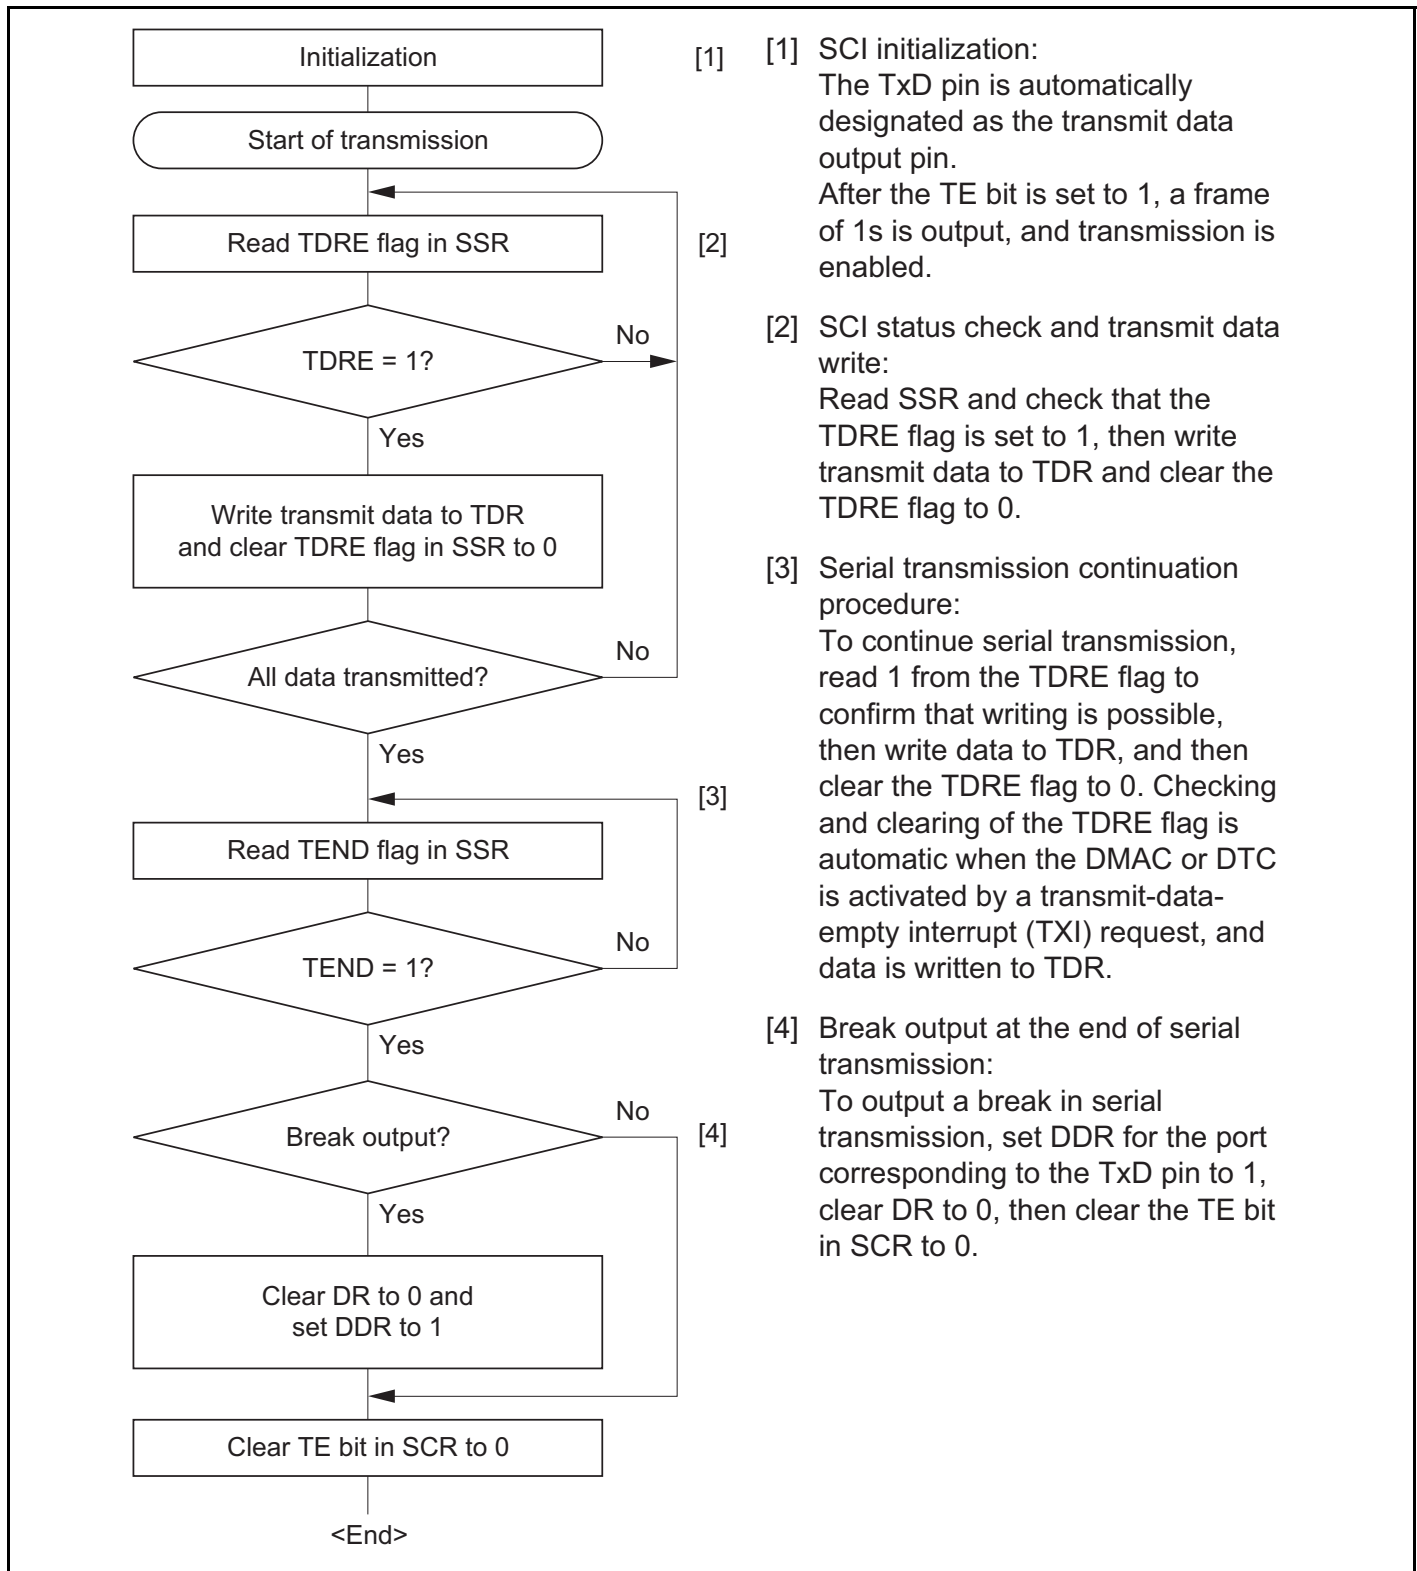 Initialization
[1]
Start of transmission
Read TDRE flag in SSR
[2]
TDRE = 1?
No
Yes
Write transmit data to TDR
and clear TDRE flag in SSR to 0
All data transmitted?
No
Yes
[3]
Read TEND flag in SSR
TEND = 1?
No
Yes
Break output?
No
[4]
Yes
Clear DR to 0 and
set DDR to 1
Clear TE bit in SCR to 0
<End>
[1] SCI initialization:
The TxD pin is automatically
designated as the transmit data
output pin.
After the TE bit is set to 1, a frame
of 1s is output, and transmission is
enabled.
[2] SCI status check and transmit data
write:
Read SSR and check that the
TDRE flag is set to 1, then write
transmit data to TDR and clear the
TDRE flag to 0.
[3] Serial transmission continuation
procedure:
To continue serial transmission,
read 1 from the TDRE flag to
confirm that writing is possible,
then write data to TDR, and then
clear the TDRE flag to 0. Checking
and clearing of the TDRE flag is
automatic when the DMAC or DTC
is activated by a transmit-data-
empty interrupt (TXI) request, and
data is written to TDR.
[4] Break output at the end of serial
transmission:
To output a break in serial
transmission, set DDR for the port
corresponding to the TxD pin to 1,
clear DR to 0, then clear the TE bit
in SCR to 0.